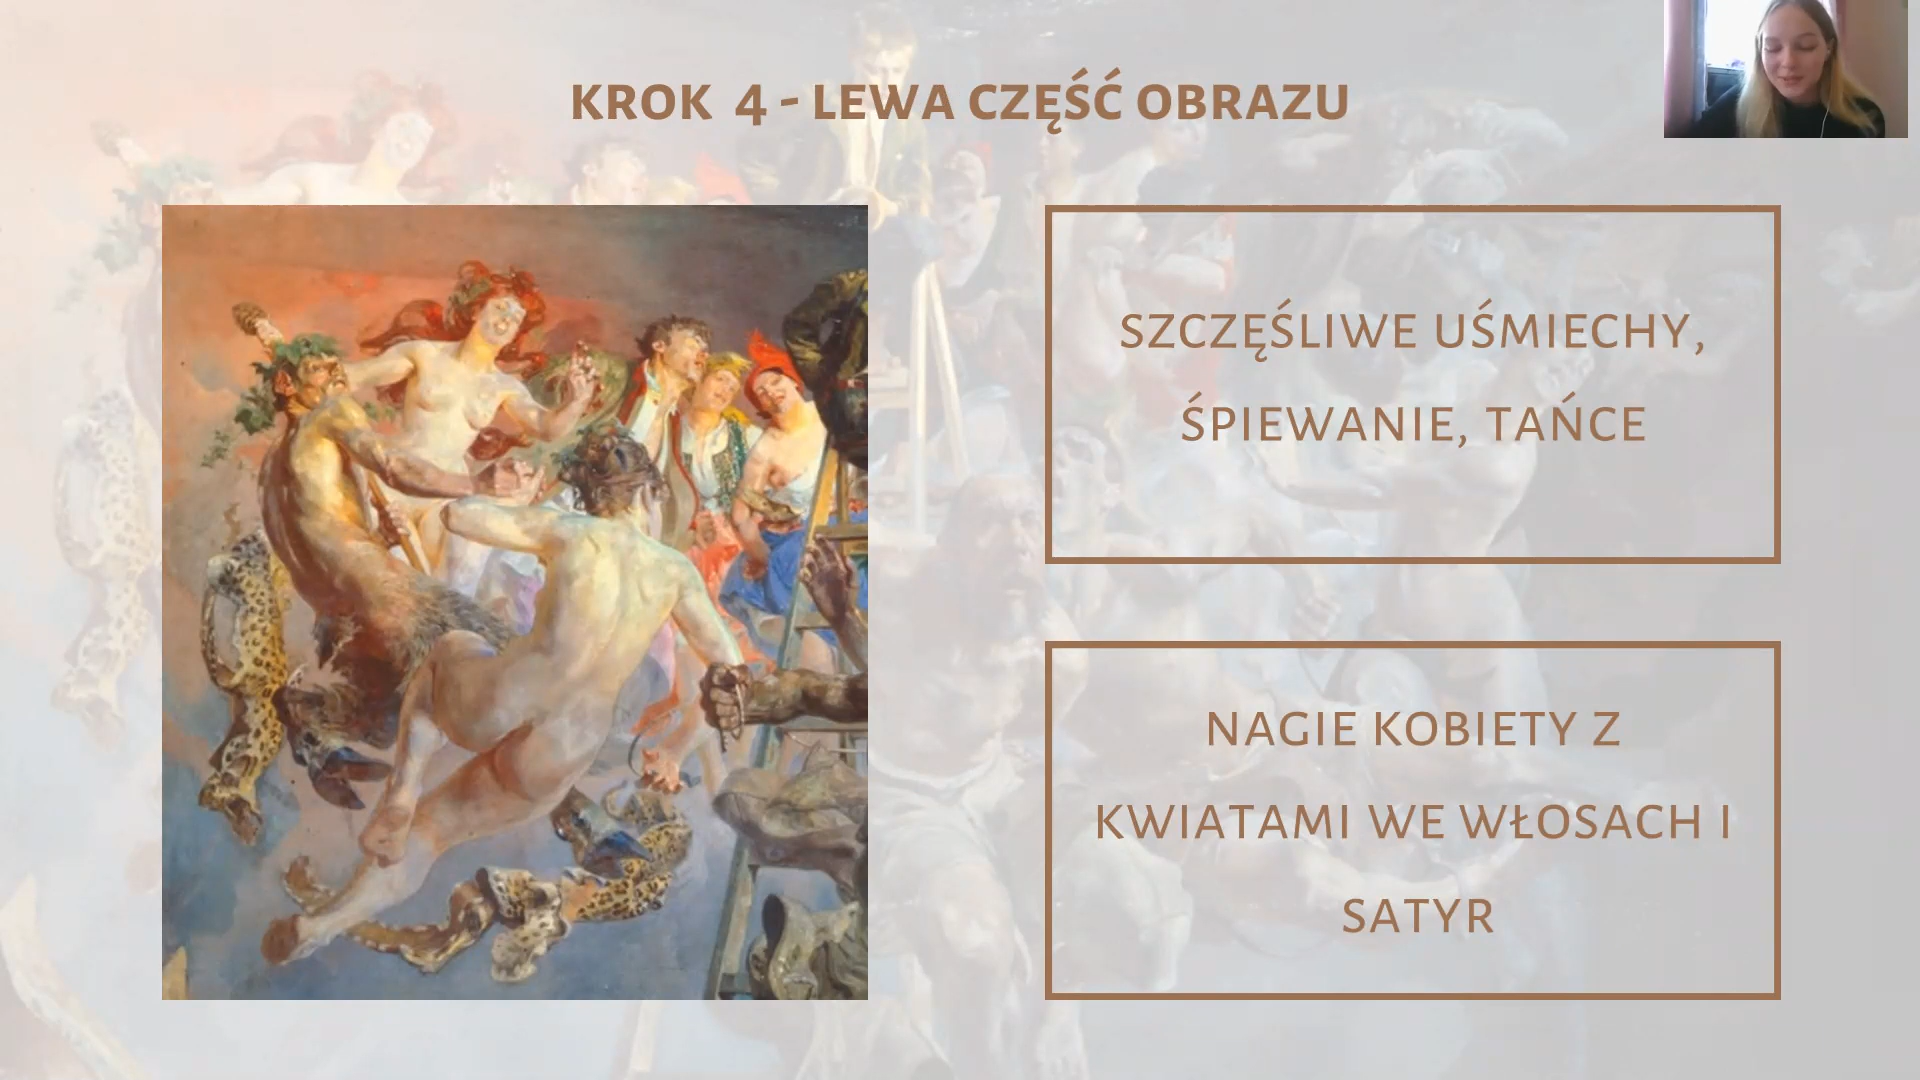 KROK 4 - LEWA CZĘŚĆ OBRAZU
SZCZĘŚLIWE UŚMIECHY,
ŚPIEWANIE, TAŃCE
NAGIE KOBIETY Z
KWIATAMI WE WŁOSACH I
SATYR